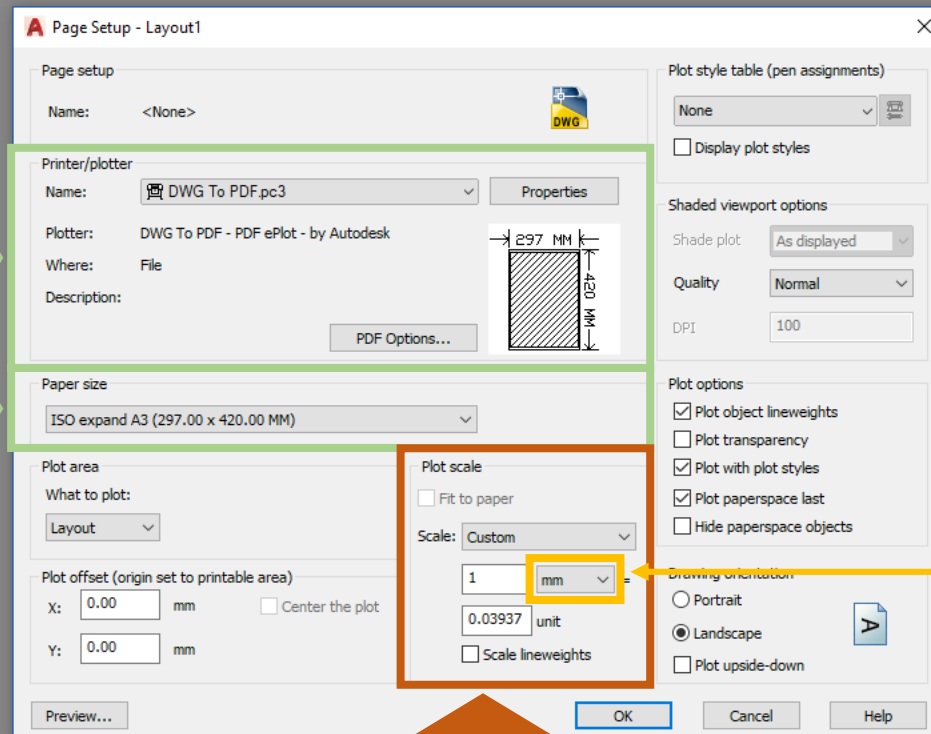 Page Setup - Layout1
Page setup
Name: <None>
DWG
Printer/plotter
Name: DWG To PDF.pc3 Properties
Plotter: DWG To PDF - PDF ePlot - by Autodesk
Where: File
Description:
297 MM
420 MM
PDF Options...
Paper size
ISO expand A3 (297.00 x 420.00 MM)
Plot area
What to plot:
Layout
Plot offset (origin set to printable area)
X: 0.00 mm Center the plot
Y: 0.00 mm
Plot scale
Fit to paper
Scale: Custom
1 mm =
0.03937 unit
Scale lineweights
Plot style table (pen assignments)
None
Display plot styles
Shaded viewport options
Shade plot As displayed
Quality Normal
DPI 100
Plot options
Plot object lineweights
Plot transparency
Plot with plot styles
Plot paperspace last
Hide paperspace objects
Drawing orientation
Portrait
Landscape
Plot upside-down
A
Preview... OK Cancel Help